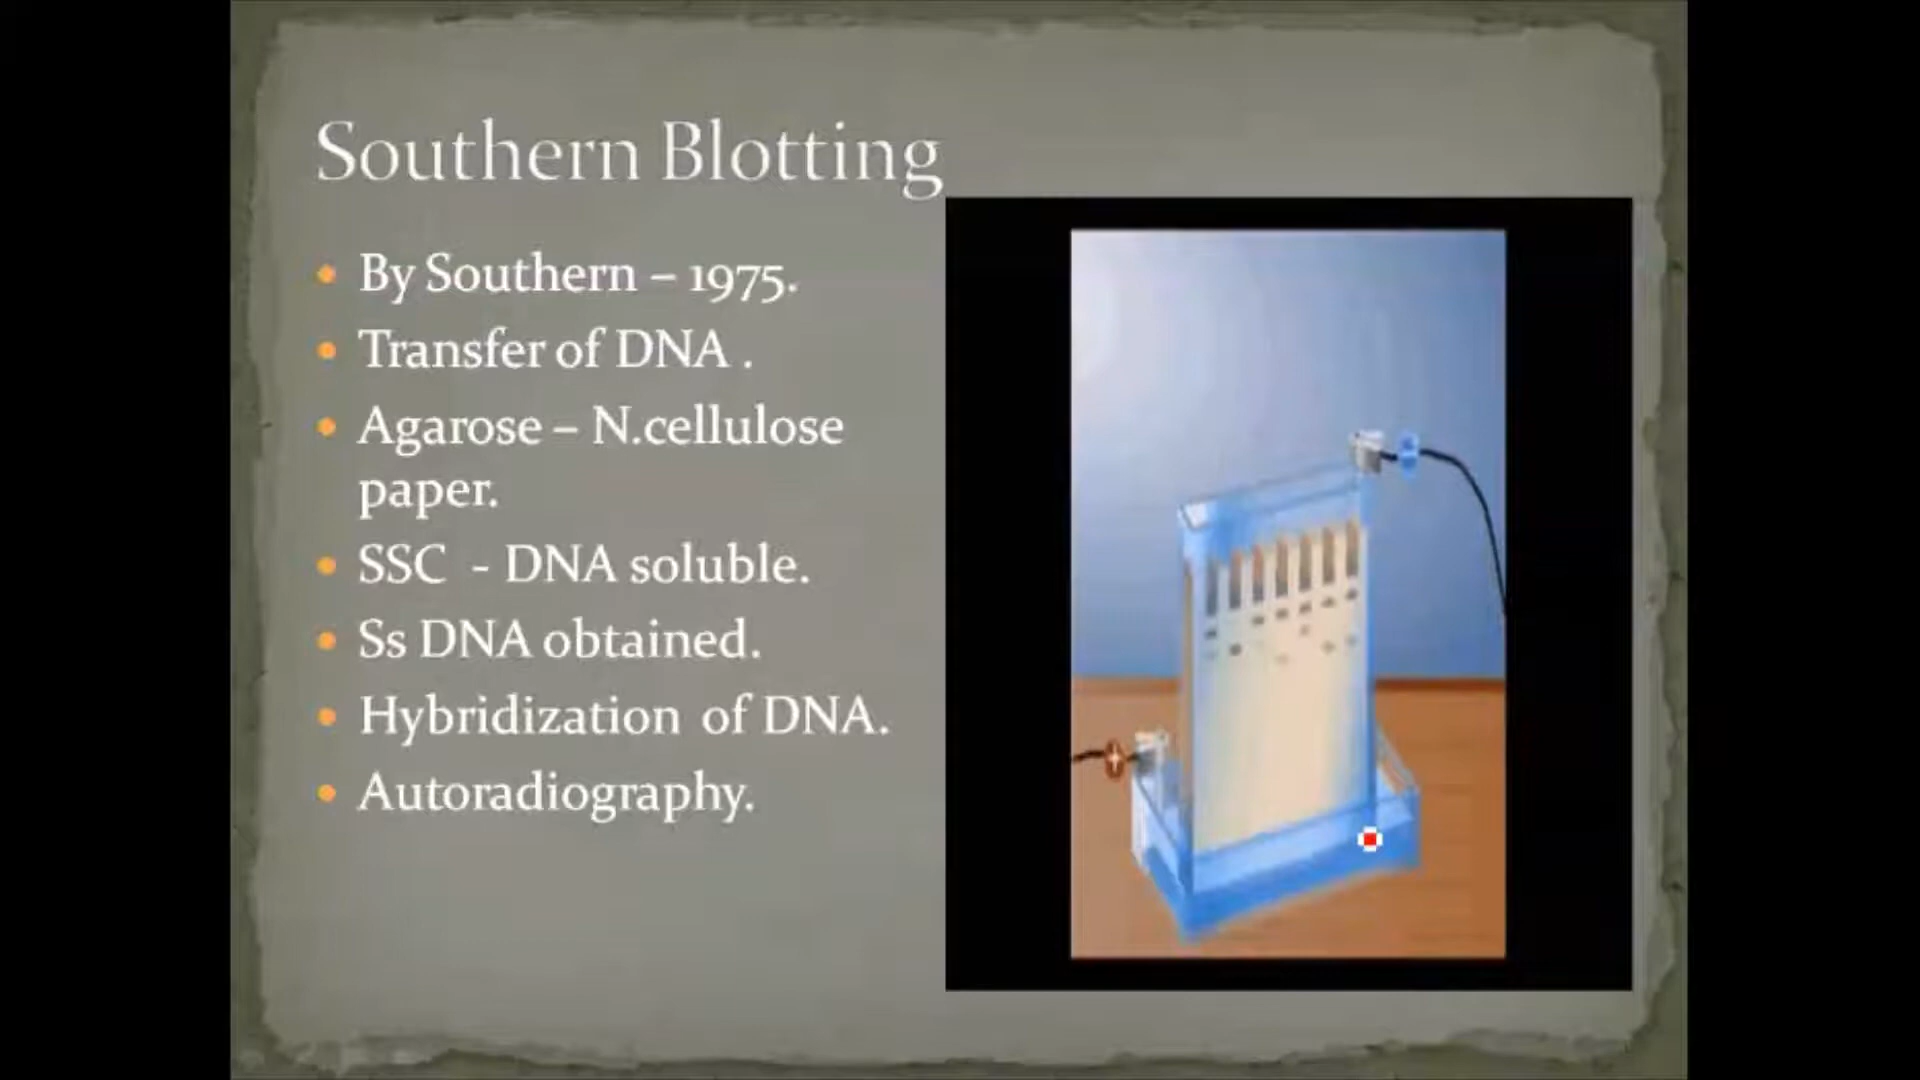 Southern Blotting
• By Southern – 1975.
• Transfer of DNA .
• Agarose – N.cellulose
paper.
• SSC - DNA soluble.
• Ss DNA obtained.
• Hybridization of DNA.
• Autoradiography.